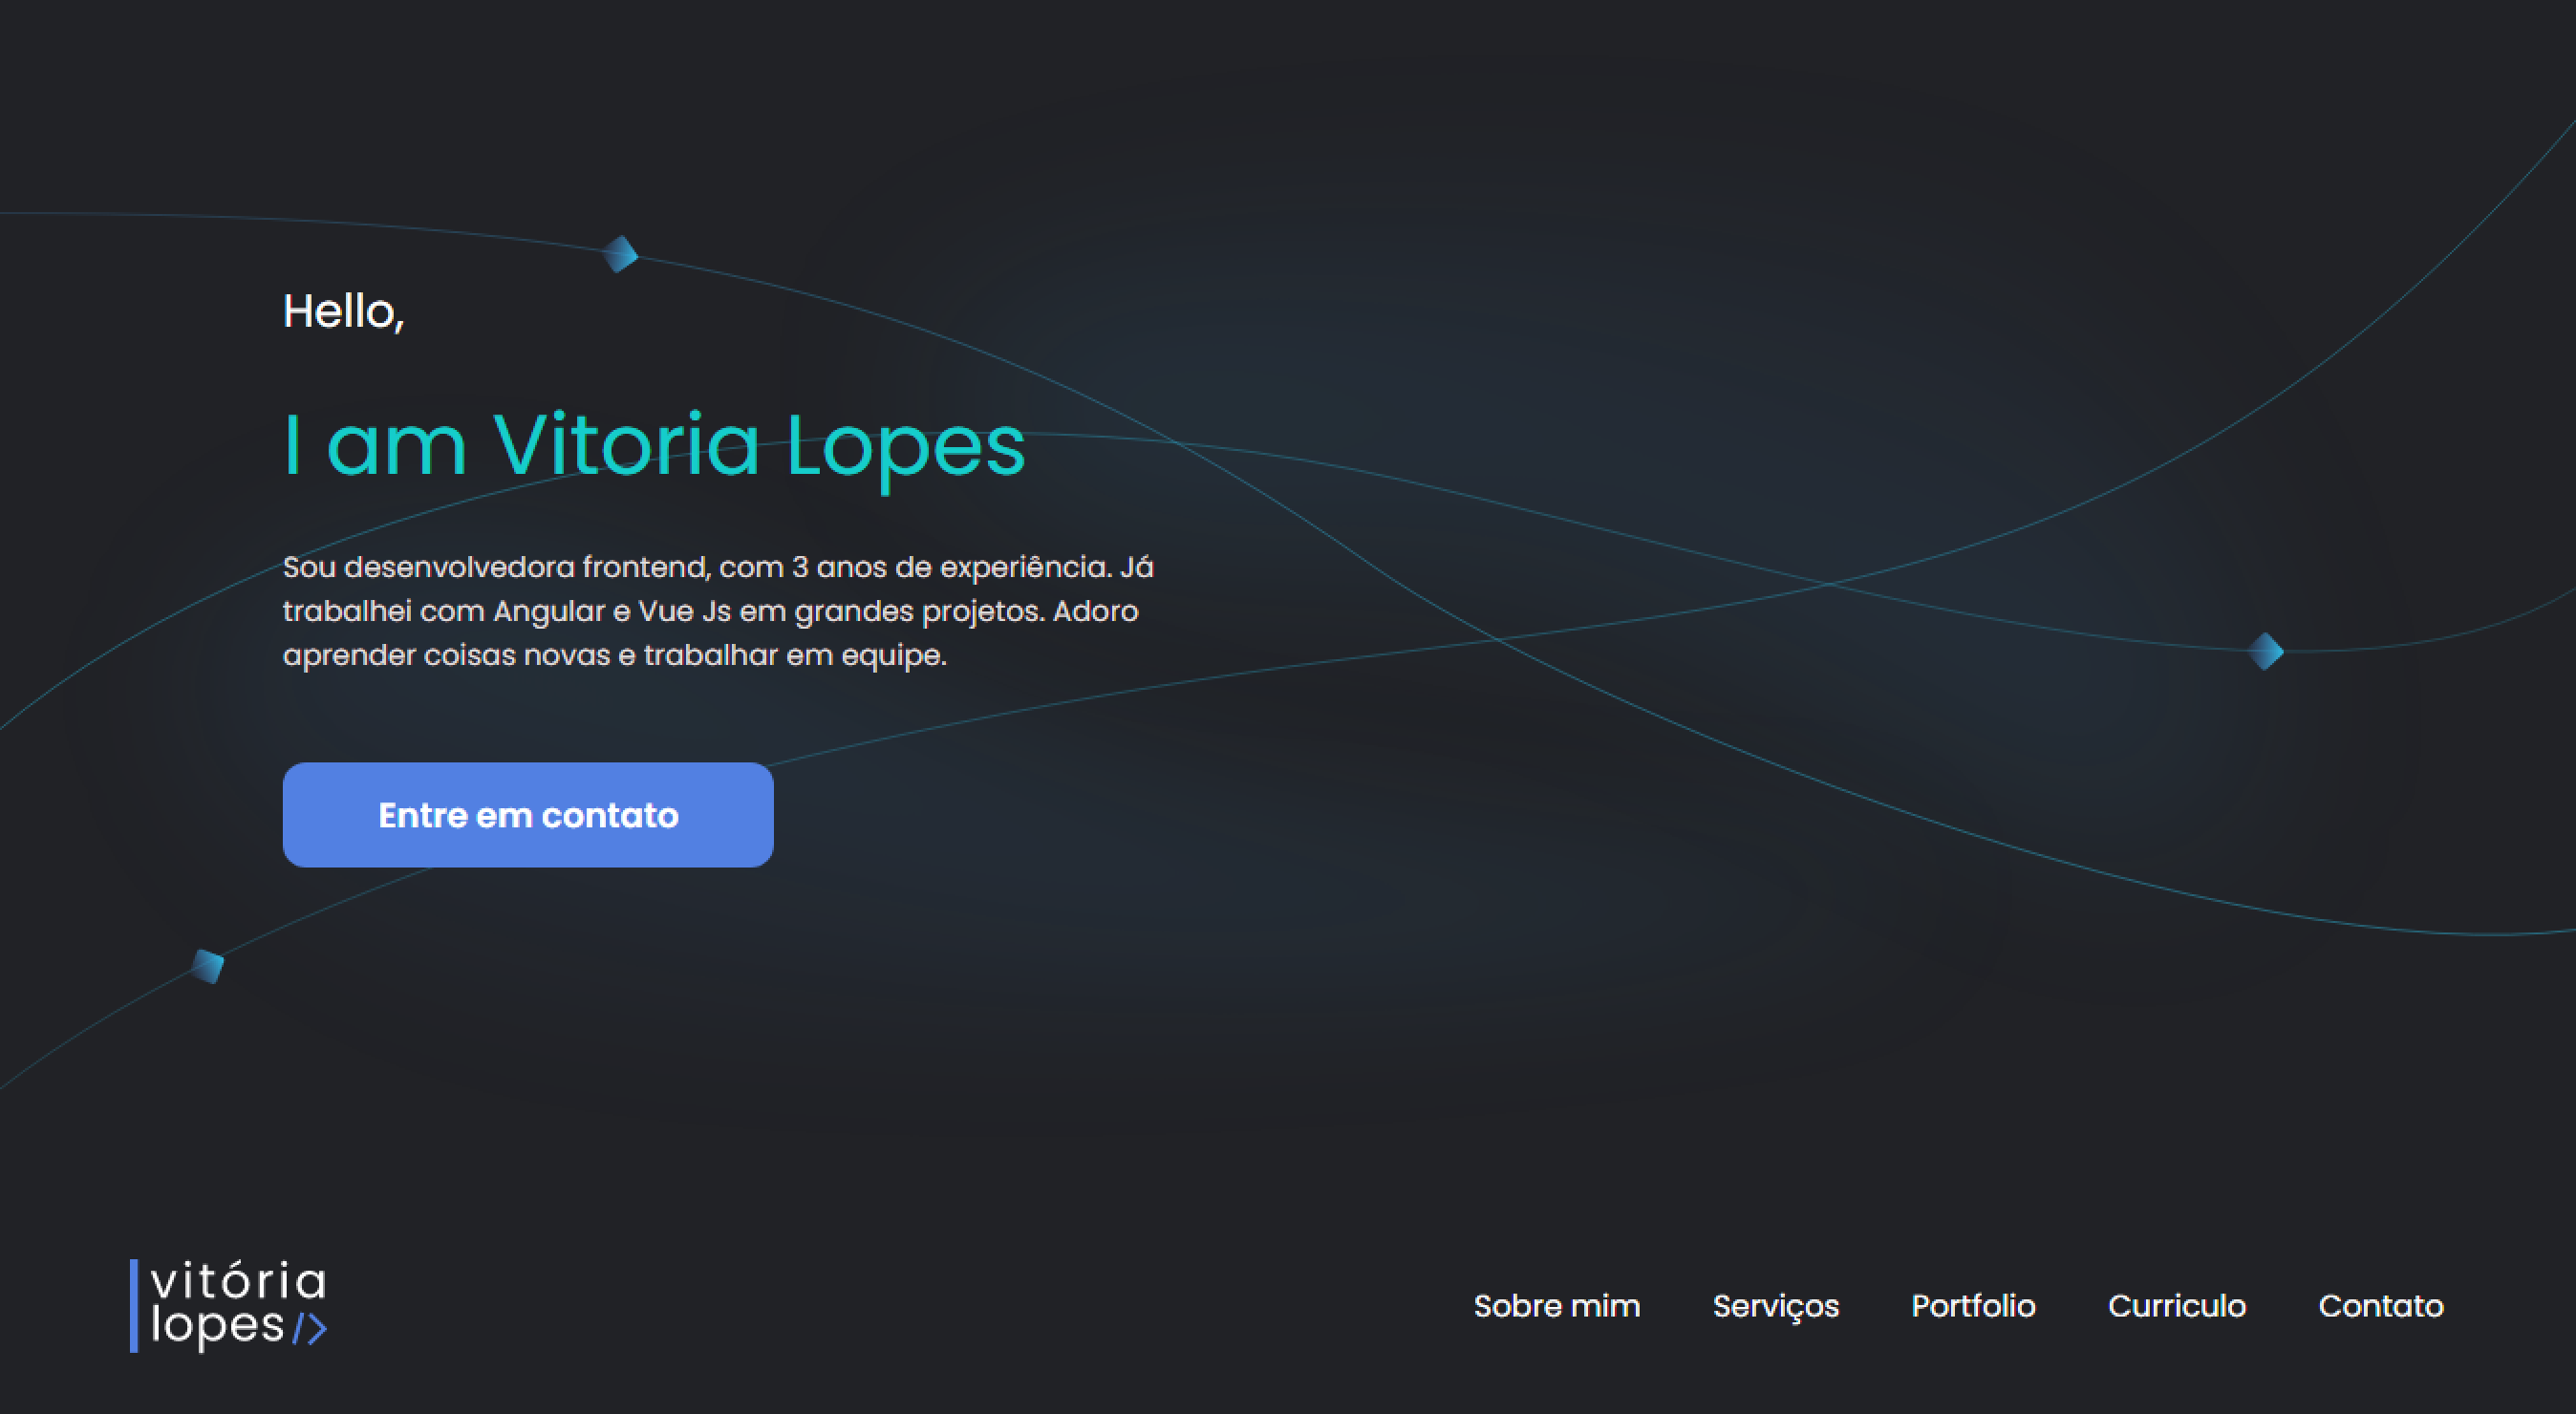 Hello,
I am Vitoria Lopes
Sou desenvolvedora frontend, com 3 anos de experiência. Já
trabalhei com Angular e Vue Js em grandes projetos. Adoro
aprender coisas novas e trabalhar em equipe.
Entre em contato
vitória
lopes/>
Sobre mim Serviços Portfolio Curriculo Contato